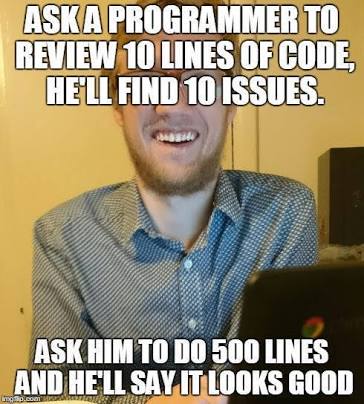 ASK A PROGRAMMER TO
REVIEW 10 LINES OF CODE,
HE'LL FIND 10 ISSUES.
ASK HIM TO DO 500 LINES
AND HE'LL SAY IT LOOKS GOOD
imgflip.com